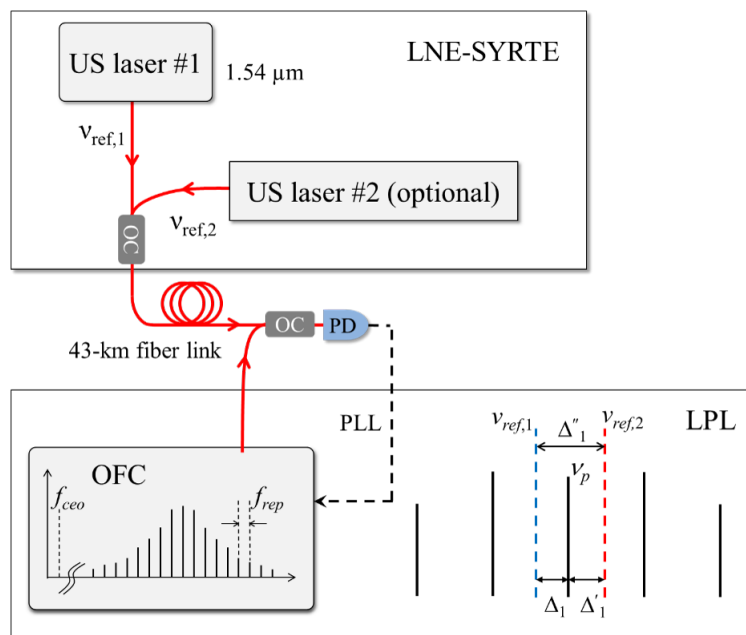 US laser #1
1.54 µm
LNE-SYRTE
ν_ref,1
US laser #2 (optional)
ν_ref,2
OC
OC
PD
43-km fiber link
PLL
LPL
ν_ref,1
Δ″_1
ν_ref,2
ν_p
OFC
f_ceo
f_rep
Δ_1
Δ′_1